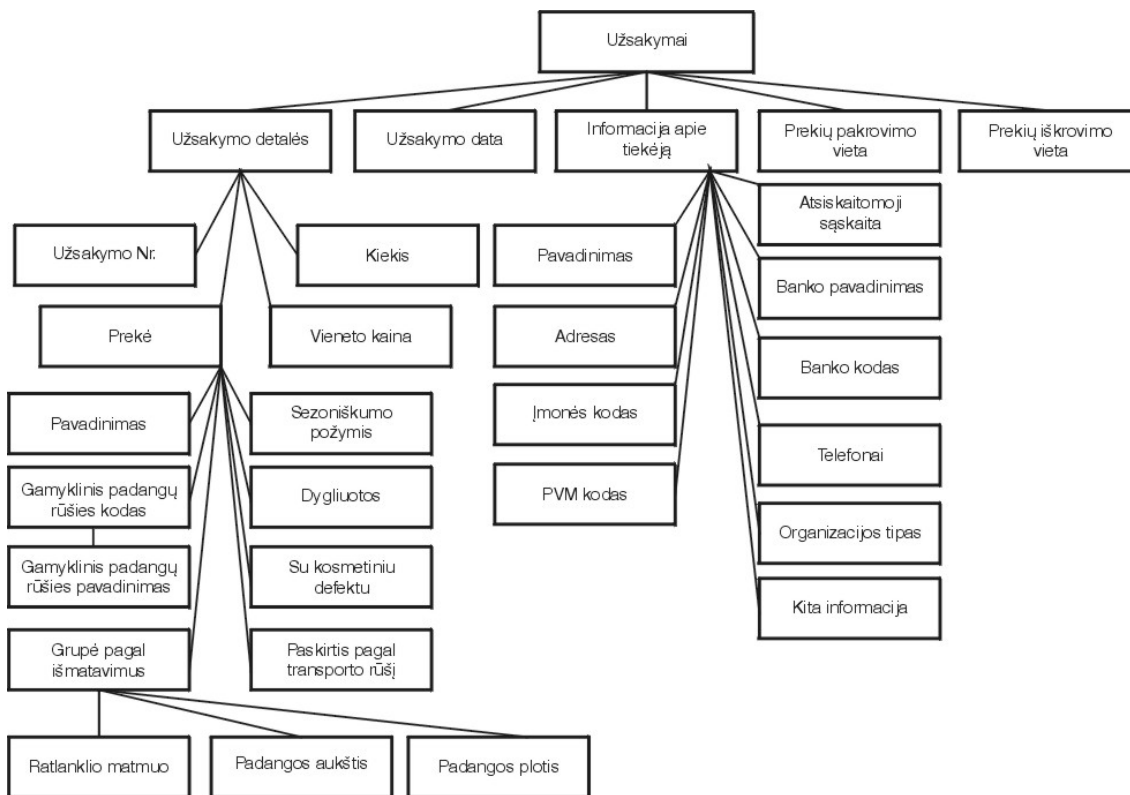 Užsakymai
Užsakymo detalės
Užsakymo data
Informacija apie
tiekėją
Prekių pakrovimo
vieta
Prekių iškrovimo
vieta
Atsiskaitomoji
sąskaita
Užsakymo Nr.
Kiekis
Pavadinimas
Banko pavadinimas
Prekė
Vieneto kaina
Adresas
Banko kodas
Pavadinimas
Sezoniškumo
požymis
Įmonės kodas
Telefonai
Gamyklinis padangų
rūšies kodas
Dygliuotos
PVM kodas
Organizacijos tipas
Gamyklinis padangų
rūšies pavadinimas
Su kosmetiniu
defektu
Kita informacija
Grupė pagal
išmatavimus
Paskirtis pagal
transporto rūšį
Ratlanklio matmuo
Padangos aukštis
Padangos plotis